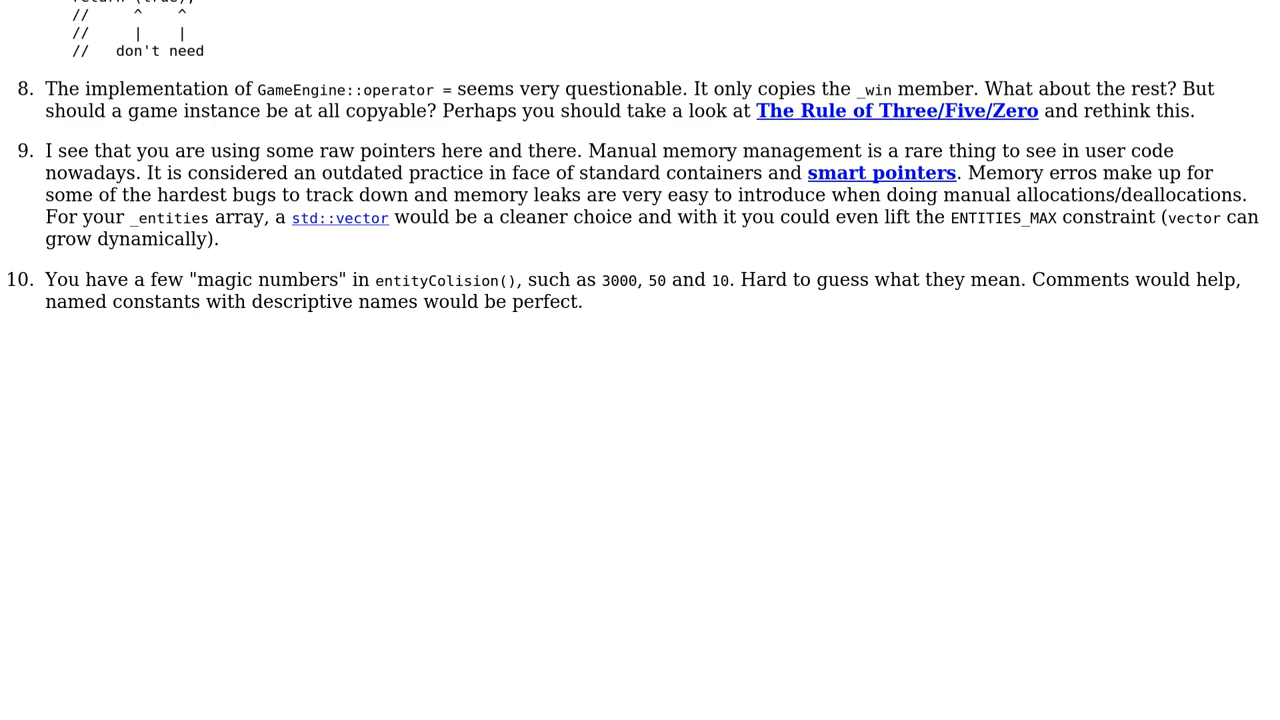 return (true);
//     ^    ^
//     |    |
//   don't need
8. The implementation of GameEngine::operator = seems very questionable. It only copies the _win member. What about the rest? But
should a game instance be at all copyable? Perhaps you should take a look at The Rule of Three/Five/Zero and rethink this.
9. I see that you are using some raw pointers here and there. Manual memory management is a rare thing to see in user code
nowadays. It is considered an outdated practice in face of standard containers and smart pointers. Memory erros make up for
some of the hardest bugs to track down and memory leaks are very easy to introduce when doing manual allocations/deallocations.
For your _entities array, a std::vector would be a cleaner choice and with it you could even lift the ENTITIES_MAX constraint (vector can
grow dynamically).
10. You have a few "magic numbers" in entityColision(), such as 3000, 50 and 10. Hard to guess what they mean. Comments would help,
named constants with descriptive names would be perfect.